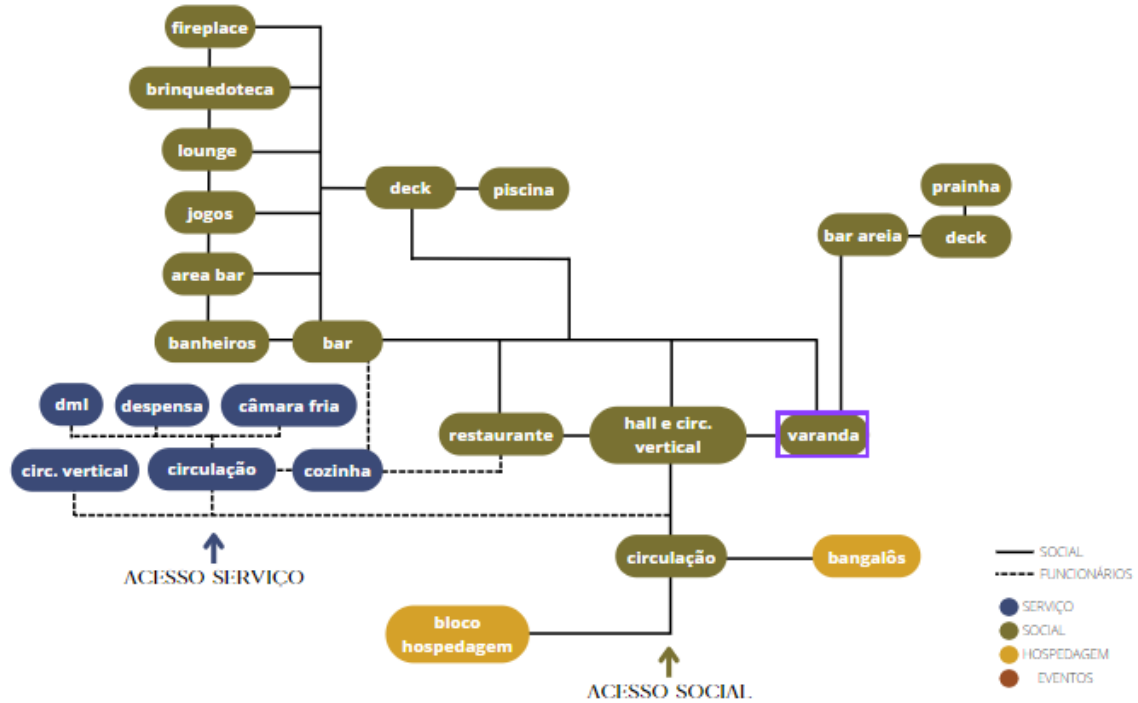 fireplace
brinquedoteca
lounge
jogos
area bar
banheiros
bar
deck
piscina
prainha
bar areia
deck
dml
despensa
câmara fria
circ. vertical
circulação
cozinha
restaurante
hall e circ.
vertical
varanda
circulação
bangalôs
bloco
hospedagem
ACESSO SERVIÇO
ACESSO SOCIAL
SOCIAL
FUNCIONÁRIOS
SERVIÇO
SOCIAL
HOSPEDAGEM
EVENTOS